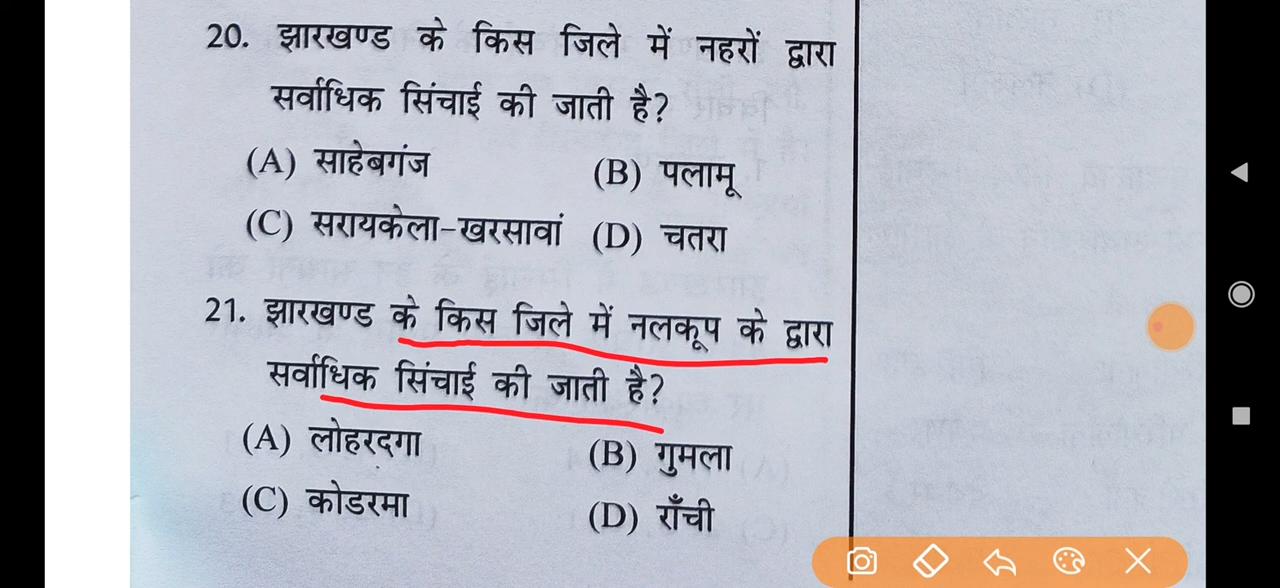 20. झारखण्ड के किस जिले में नहरों द्वारा
सर्वाधिक सिंचाई की जाती है?
(A) साहेबगंज (B) पलामू
(C) सरायकेला-खरसावां (D) चतरा
21. झारखण्ड के किस जिले में नलकूप के द्वारा
सर्वाधिक सिंचाई की जाती है?
(A) लोहरदगा (B) गुमला
(C) कोडरमा (D) राँची